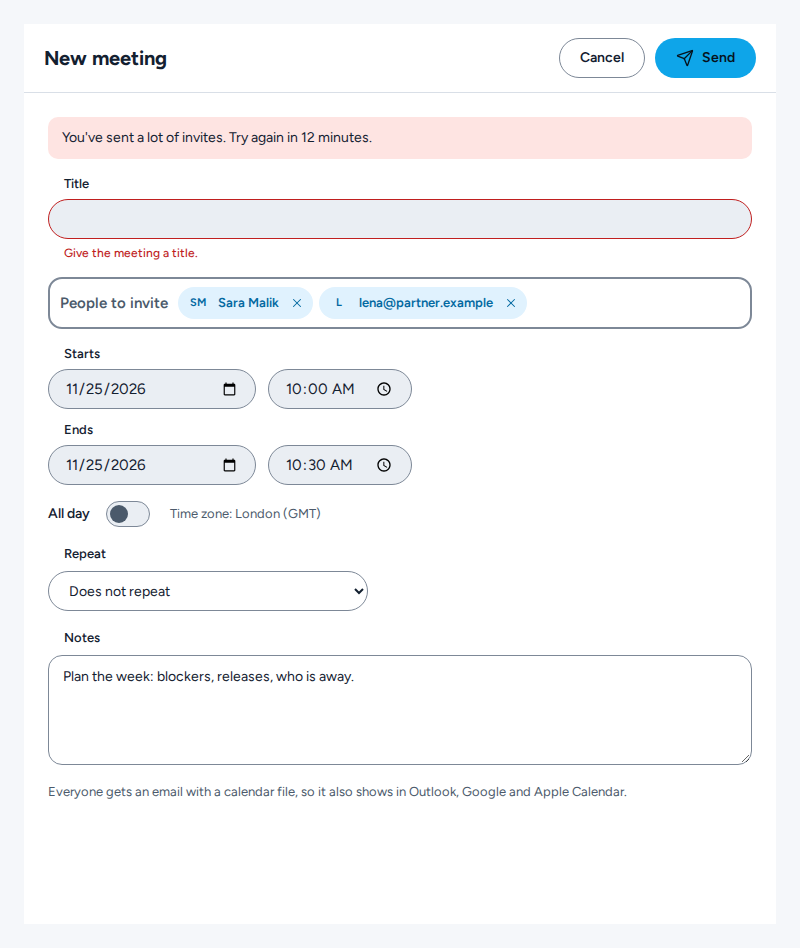 New meeting
Cancel
Send
You've sent a lot of invites. Try again in 12 minutes.
Title
Give the meeting a title.
People to invite SM Sara Malik L lena@partner.example
Starts
11/25/2026 10:00 AM
Ends
11/25/2026 10:30 AM
All day Time zone: London (GMT)
Repeat
Does not repeat
Notes
Plan the week: blockers, releases, who is away.
Everyone gets an email with a calendar file, so it also shows in Outlook, Google and Apple Calendar.